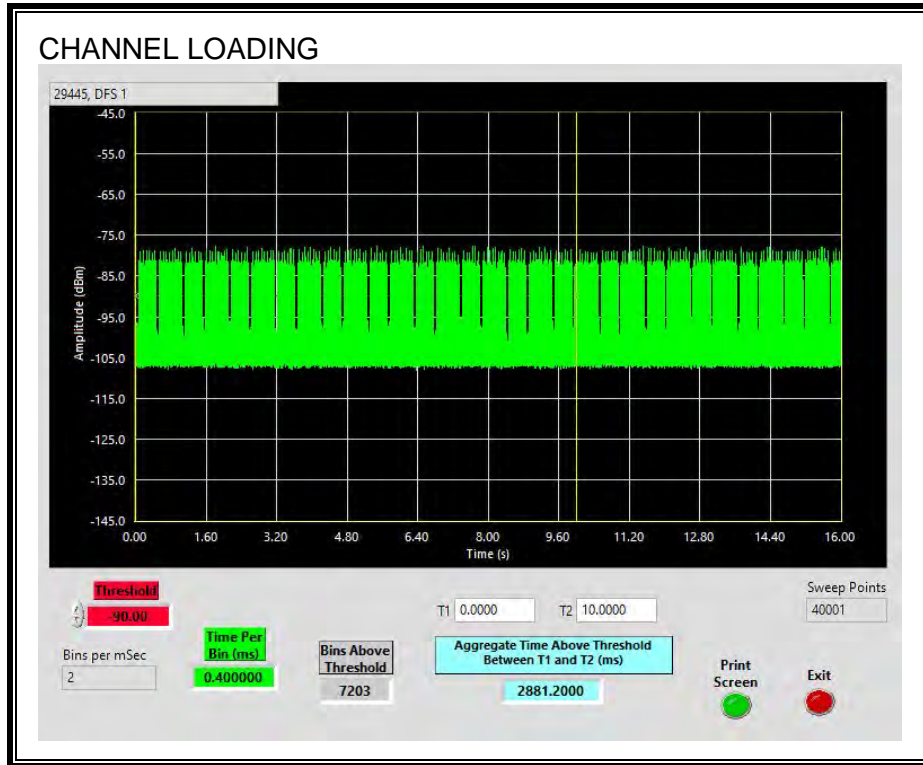 CHANNEL LOADING
29445, DFS 1
-45.0
-55.0
-65.0
-75.0
-85.0
-95.0
-105.0
-115.0
-125.0
-135.0
-145.0
Amplitude (dBm)
0.00 1.60 3.20 4.80 6.40 8.00 9.60 11.20 12.80 14.40 16.00
Time (s)
Threshold
-90.00
Bins per mSec
2
Time Per
Bin (ms)
0.400000
Bins Above
Threshold
7203
T1 0.0000 T2 10.0000
Aggregate Time Above Threshold
Between T1 and T2 (ms)
2881.2000
Sweep Points
40001
Print
Screen
Exit